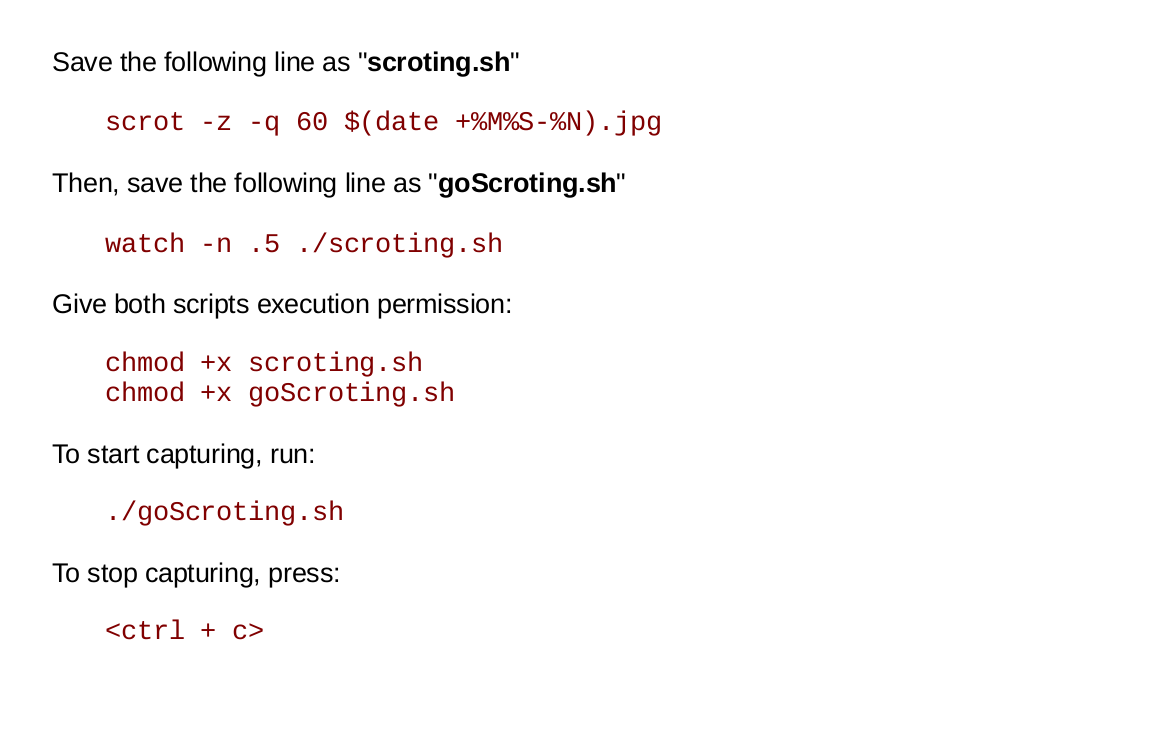 Save the following line as "scroting.sh"
scrot -z -q 60 $(date +%M%S-%N).jpg
Then, save the following line as "goScroting.sh"
watch -n .5 ./scroting.sh
Give both scripts execution permission:
chmod +x scroting.sh
chmod +x goScroting.sh
To start capturing, run:
./goScroting.sh
To stop capturing, press:
<ctrl + c>